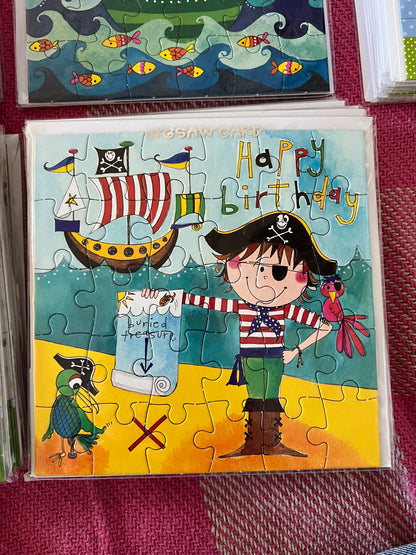 JIGSAW CARD
Happy
birthday
buried
treasure